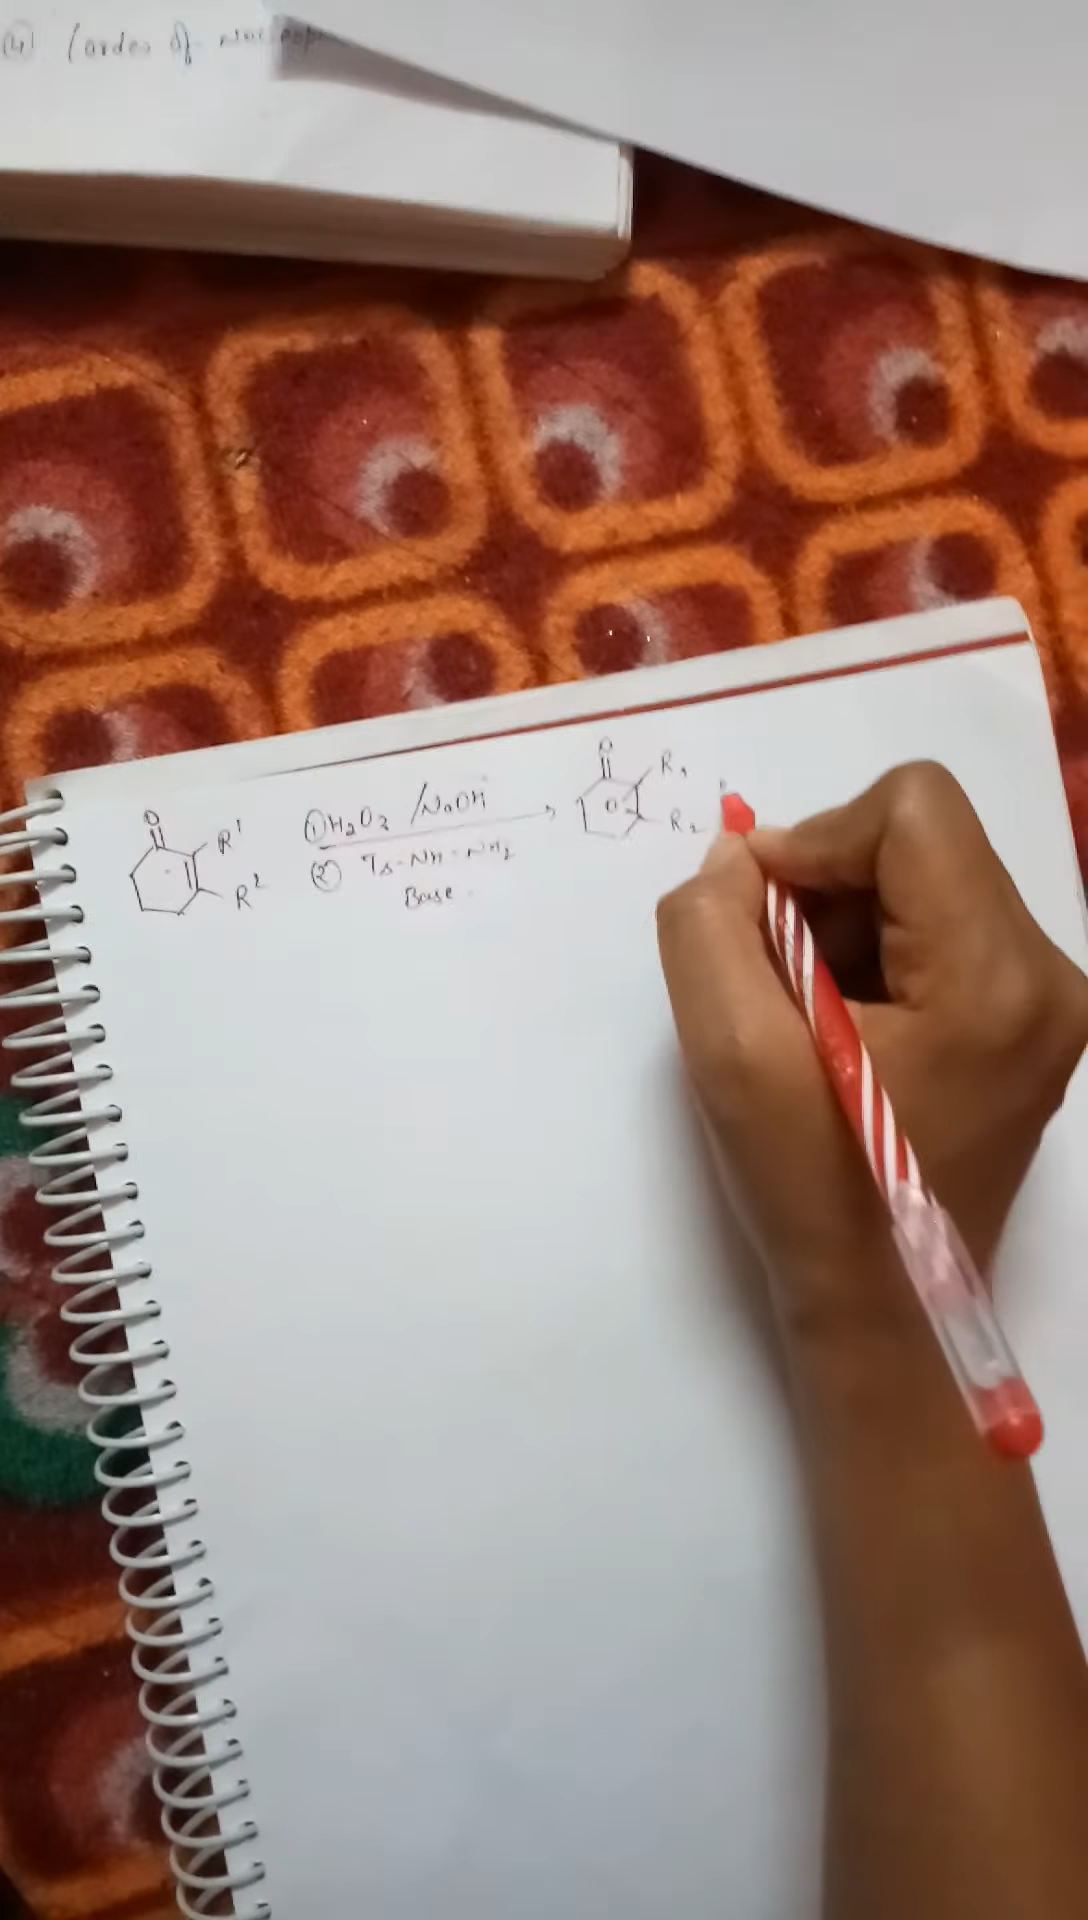 (4) (order of
① H2O2 /NaOH
② Ts-NH-NH2
Base.
O
R1
R2
O
R1
O
R2